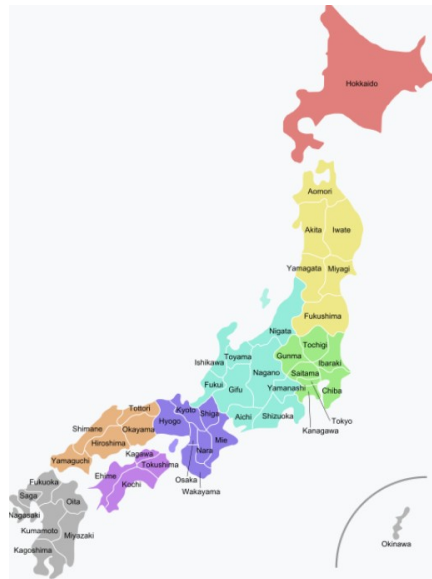 Hokkaido
Aomori
Akita
Iwate
Yamagata
Miyagi
Fukushima
Nigata
Tochigi
Gunma
Ishikawa
Toyama
Ibaraki
Nagano
Saitama
Fukui
Gifu
Yamanashi
Chiba
Tottori
Kyoto
Shiga
Aichi
Shizuoka
Tokyo
Kanagawa
Shimane
Okayama
Hyogo
Hiroshima
Mie
Kagawa
Nara
Yamaguchi
Tokushima
Ehime
Osaka
Fukuoka
Kochi
Wakayama
Saga
Oita
Nagasaki
Kumamoto
Miyazaki
Okinawa
Kagoshima